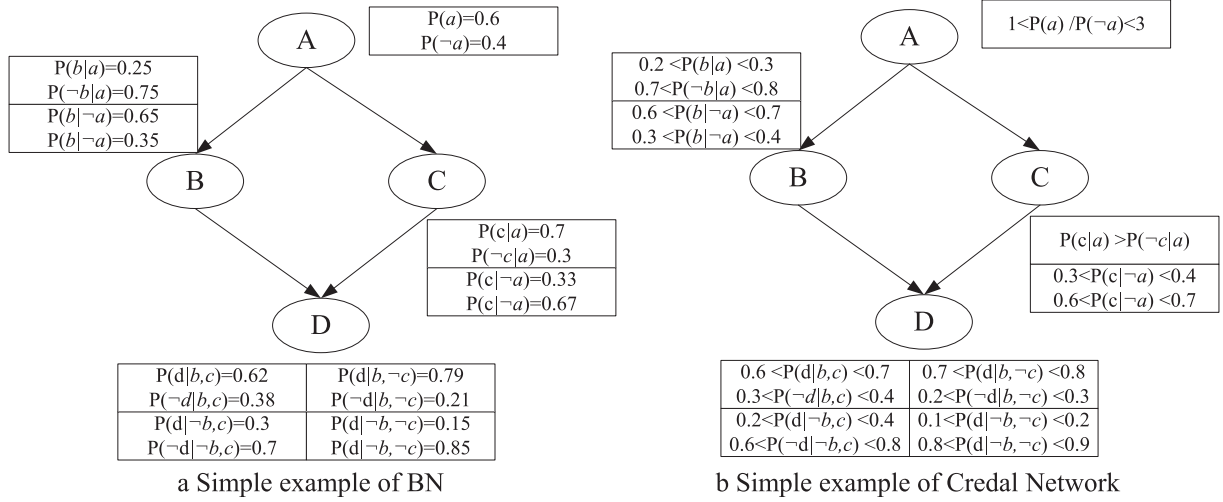 A
P(a)=0.6
P(¬a)=0.4
P(b|a)=0.25
P(¬b|a)=0.75
P(b|¬a)=0.65
P(b|¬a)=0.35
B
C
P(c|a)=0.7
P(¬c|a)=0.3
P(c|¬a)=0.33
P(c|¬a)=0.67
D
P(d|b,c)=0.62 P(d|b,¬c)=0.79
P(¬d|b,c)=0.38 P(¬d|b,¬c)=0.21
P(d|¬b,c)=0.3 P(d|¬b,¬c)=0.15
P(¬d|¬b,c)=0.7 P(d|¬b,¬c)=0.85
a Simple example of BN
A
1<P(a) /P(¬a)<3
0.2 <P(b|a) <0.3
0.7<P(¬b|a) <0.8
0.6 <P(b|¬a) <0.7
0.3 <P(b|¬a) <0.4
B
C
P(c|a) >P(¬c|a)
0.3<P(c|¬a) <0.4
0.6<P(c|¬a) <0.7
D
0.6 <P(d|b,c) <0.7 0.7 <P(d|b,¬c) <0.8
0.3<P(¬d|b,c) <0.4 0.2<P(¬d|b,¬c) <0.3
0.2<P(d|¬b,c) <0.4 0.1<P(d|¬b,¬c) <0.2
0.6<P(¬d|¬b,c) <0.8 0.8<P(d|¬b,¬c) <0.9
b Simple example of Credal Network